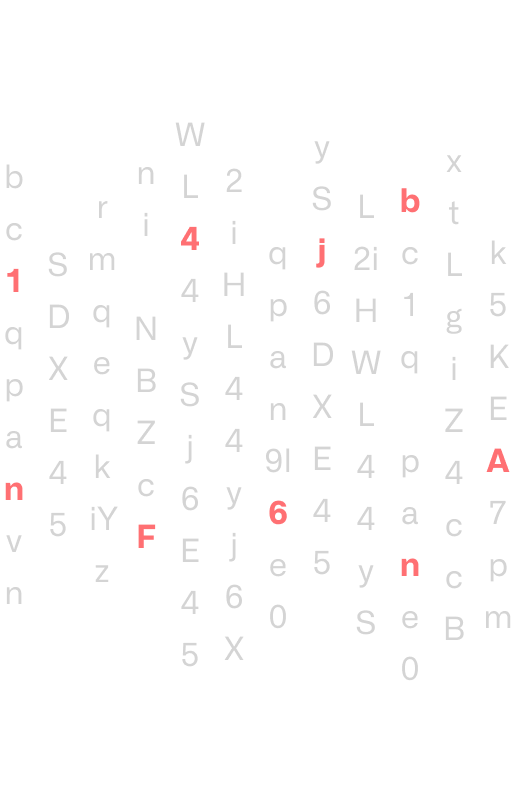 b c 1 q p a n v n
S D X E 4 5
r m q e q k iY z
n i N B Z c F
W L 4 4 y S j 6 E 4 5
2 i H L 4 4 y j 6 X
q p a n 9l 6 e 0
y S j 6 D X E 4 5
L 2i H W L 4 4 y S
b c 1 q p a n e 0
x t L g i Z 4 c c B
k 5 K E A 7 p m